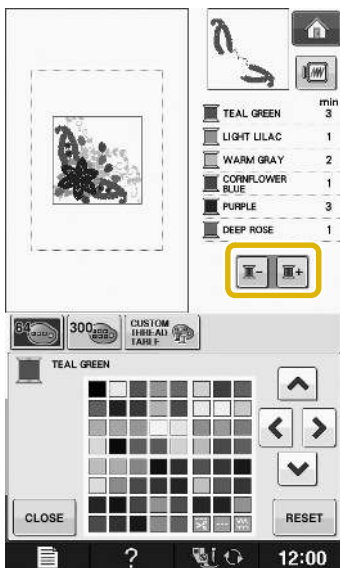 min
TEAL GREEN 3
LIGHT LILAC 1
WARM GRAY 2
CORNFLOWER
BLUE 1
PURPLE 3
DEEP ROSE 1
- +
64 300 CUSTOM
THREAD
TABLE
TEAL GREEN
CLOSE RESET
? 12:00